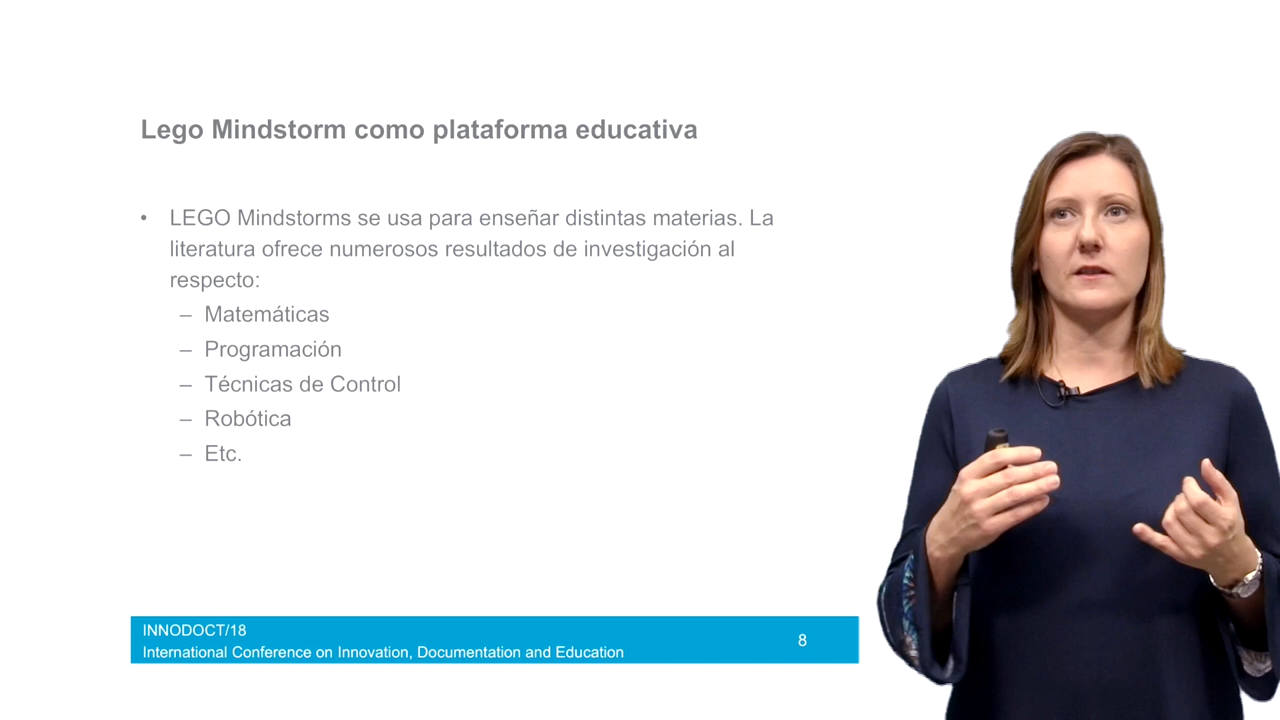 Lego Mindstorm como plataforma educativa
• LEGO Mindstorms se usa para enseñar distintas materias. La
literatura ofrece numerosos resultados de investigación al
respecto:
– Matemáticas
– Programación
– Técnicas de Control
– Robótica
– Etc.
INNODOCT/18
International Conference on Innovation, Documentation and Education
8